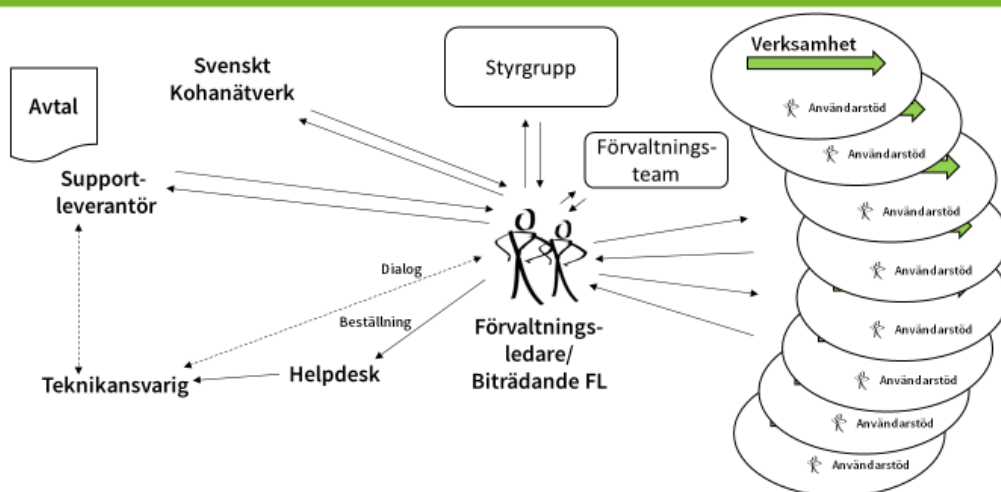 Avtal
Svenskt
Kohanätverk
Support-
leverantör
Styrgrupp
Förvaltnings-
team
Verksamhet
Användarstöd
Användarstöd
Användarstöd
Användarstöd
Användarstöd
Användarstöd
Användarstöd
Användarstöd
Dialog
Beställning
Teknikansvarig
Helpdesk
Förvaltnings-
ledare/
Biträdande FL